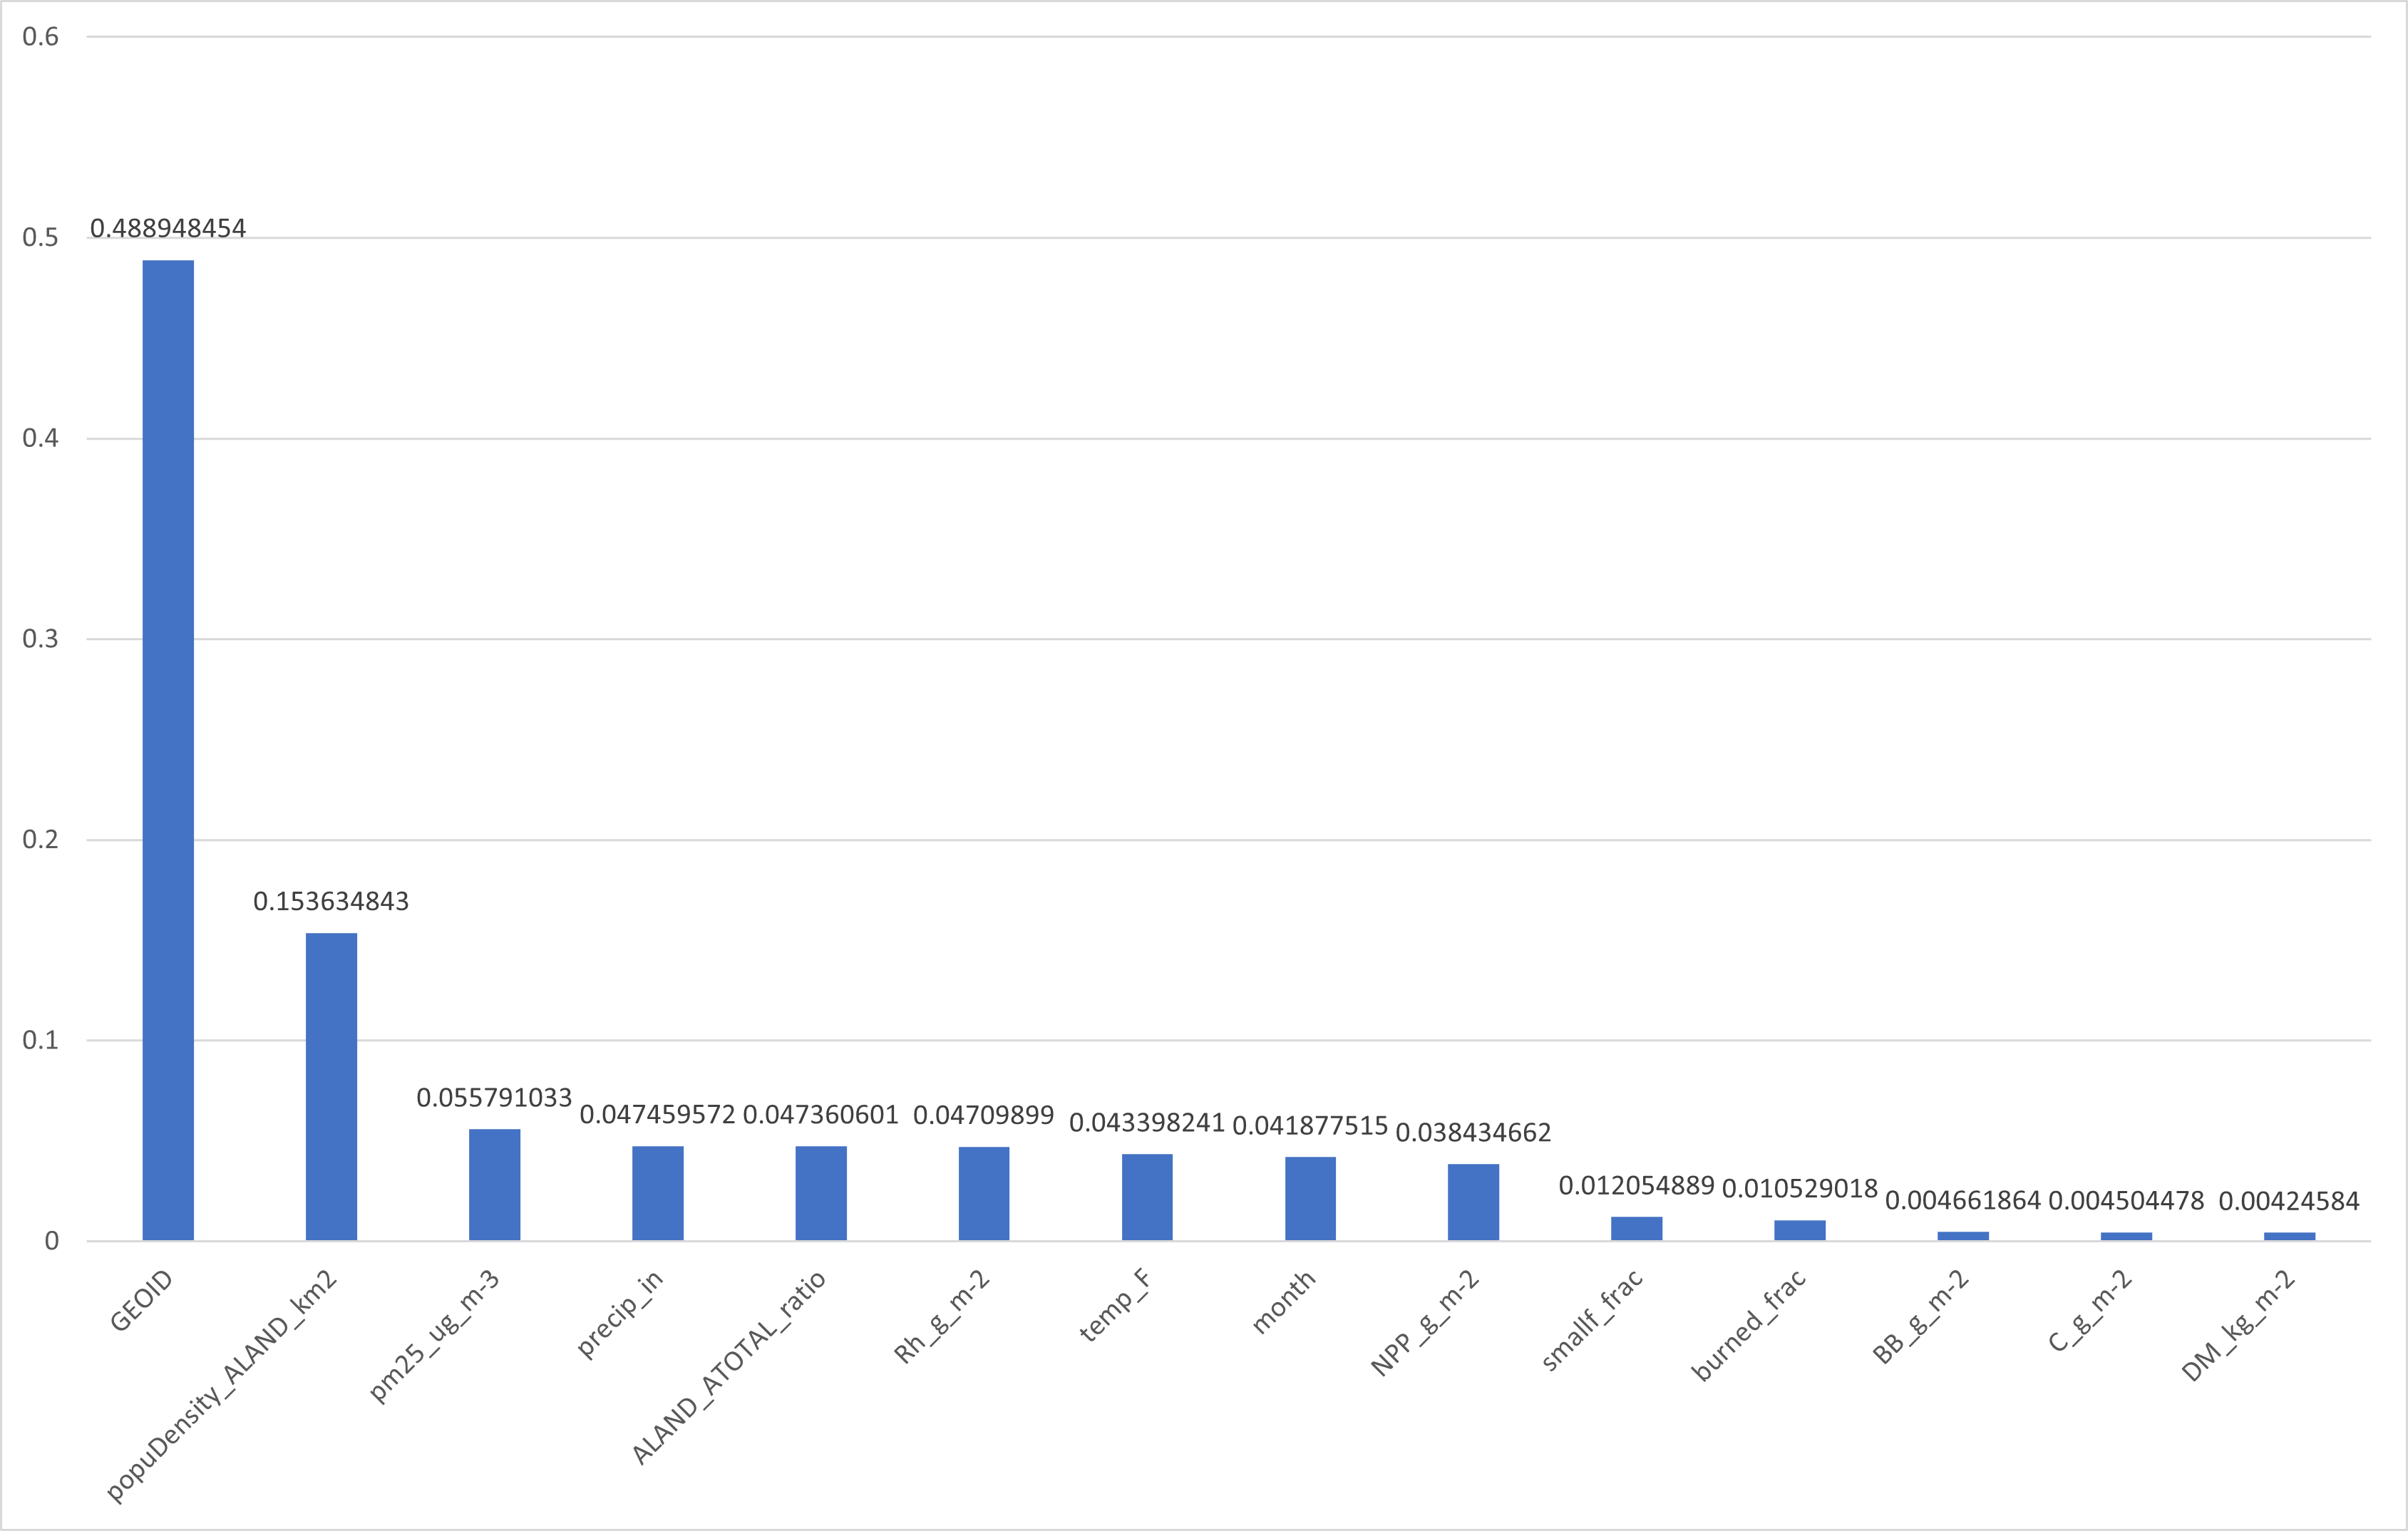 0.6
0.5
0.4
0.3
0.2
0.1
0
0.488948454
0.153634843
0.055791033
0.047459572
0.047360601
0.04709899
0.043398241
0.041877515
0.038434662
0.012054889
0.010529018
0.004661864
0.004504478
0.00424584
GEOID
popuDensity_ALAND_km2
pm25_ug_m-3
precip_in
ALAND_ATOTAL_ratio
Rh_g_m-2
temp_F
month
NPP_g_m-2
smallf_frac
burned_frac
BB_g_m-2
C_g_m-2
DM_kg_m-2